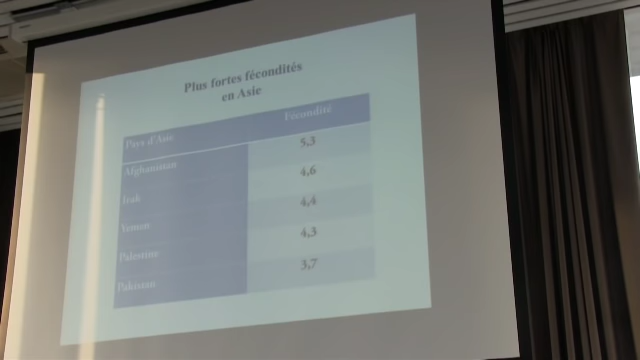 Plus fortes fécondités
en Asie
Pays d'Asie Fécondité
Afghanistan 5,3
Irak 4,6
Yemen 4,4
Palestine 4,3
Pakistan 3,7